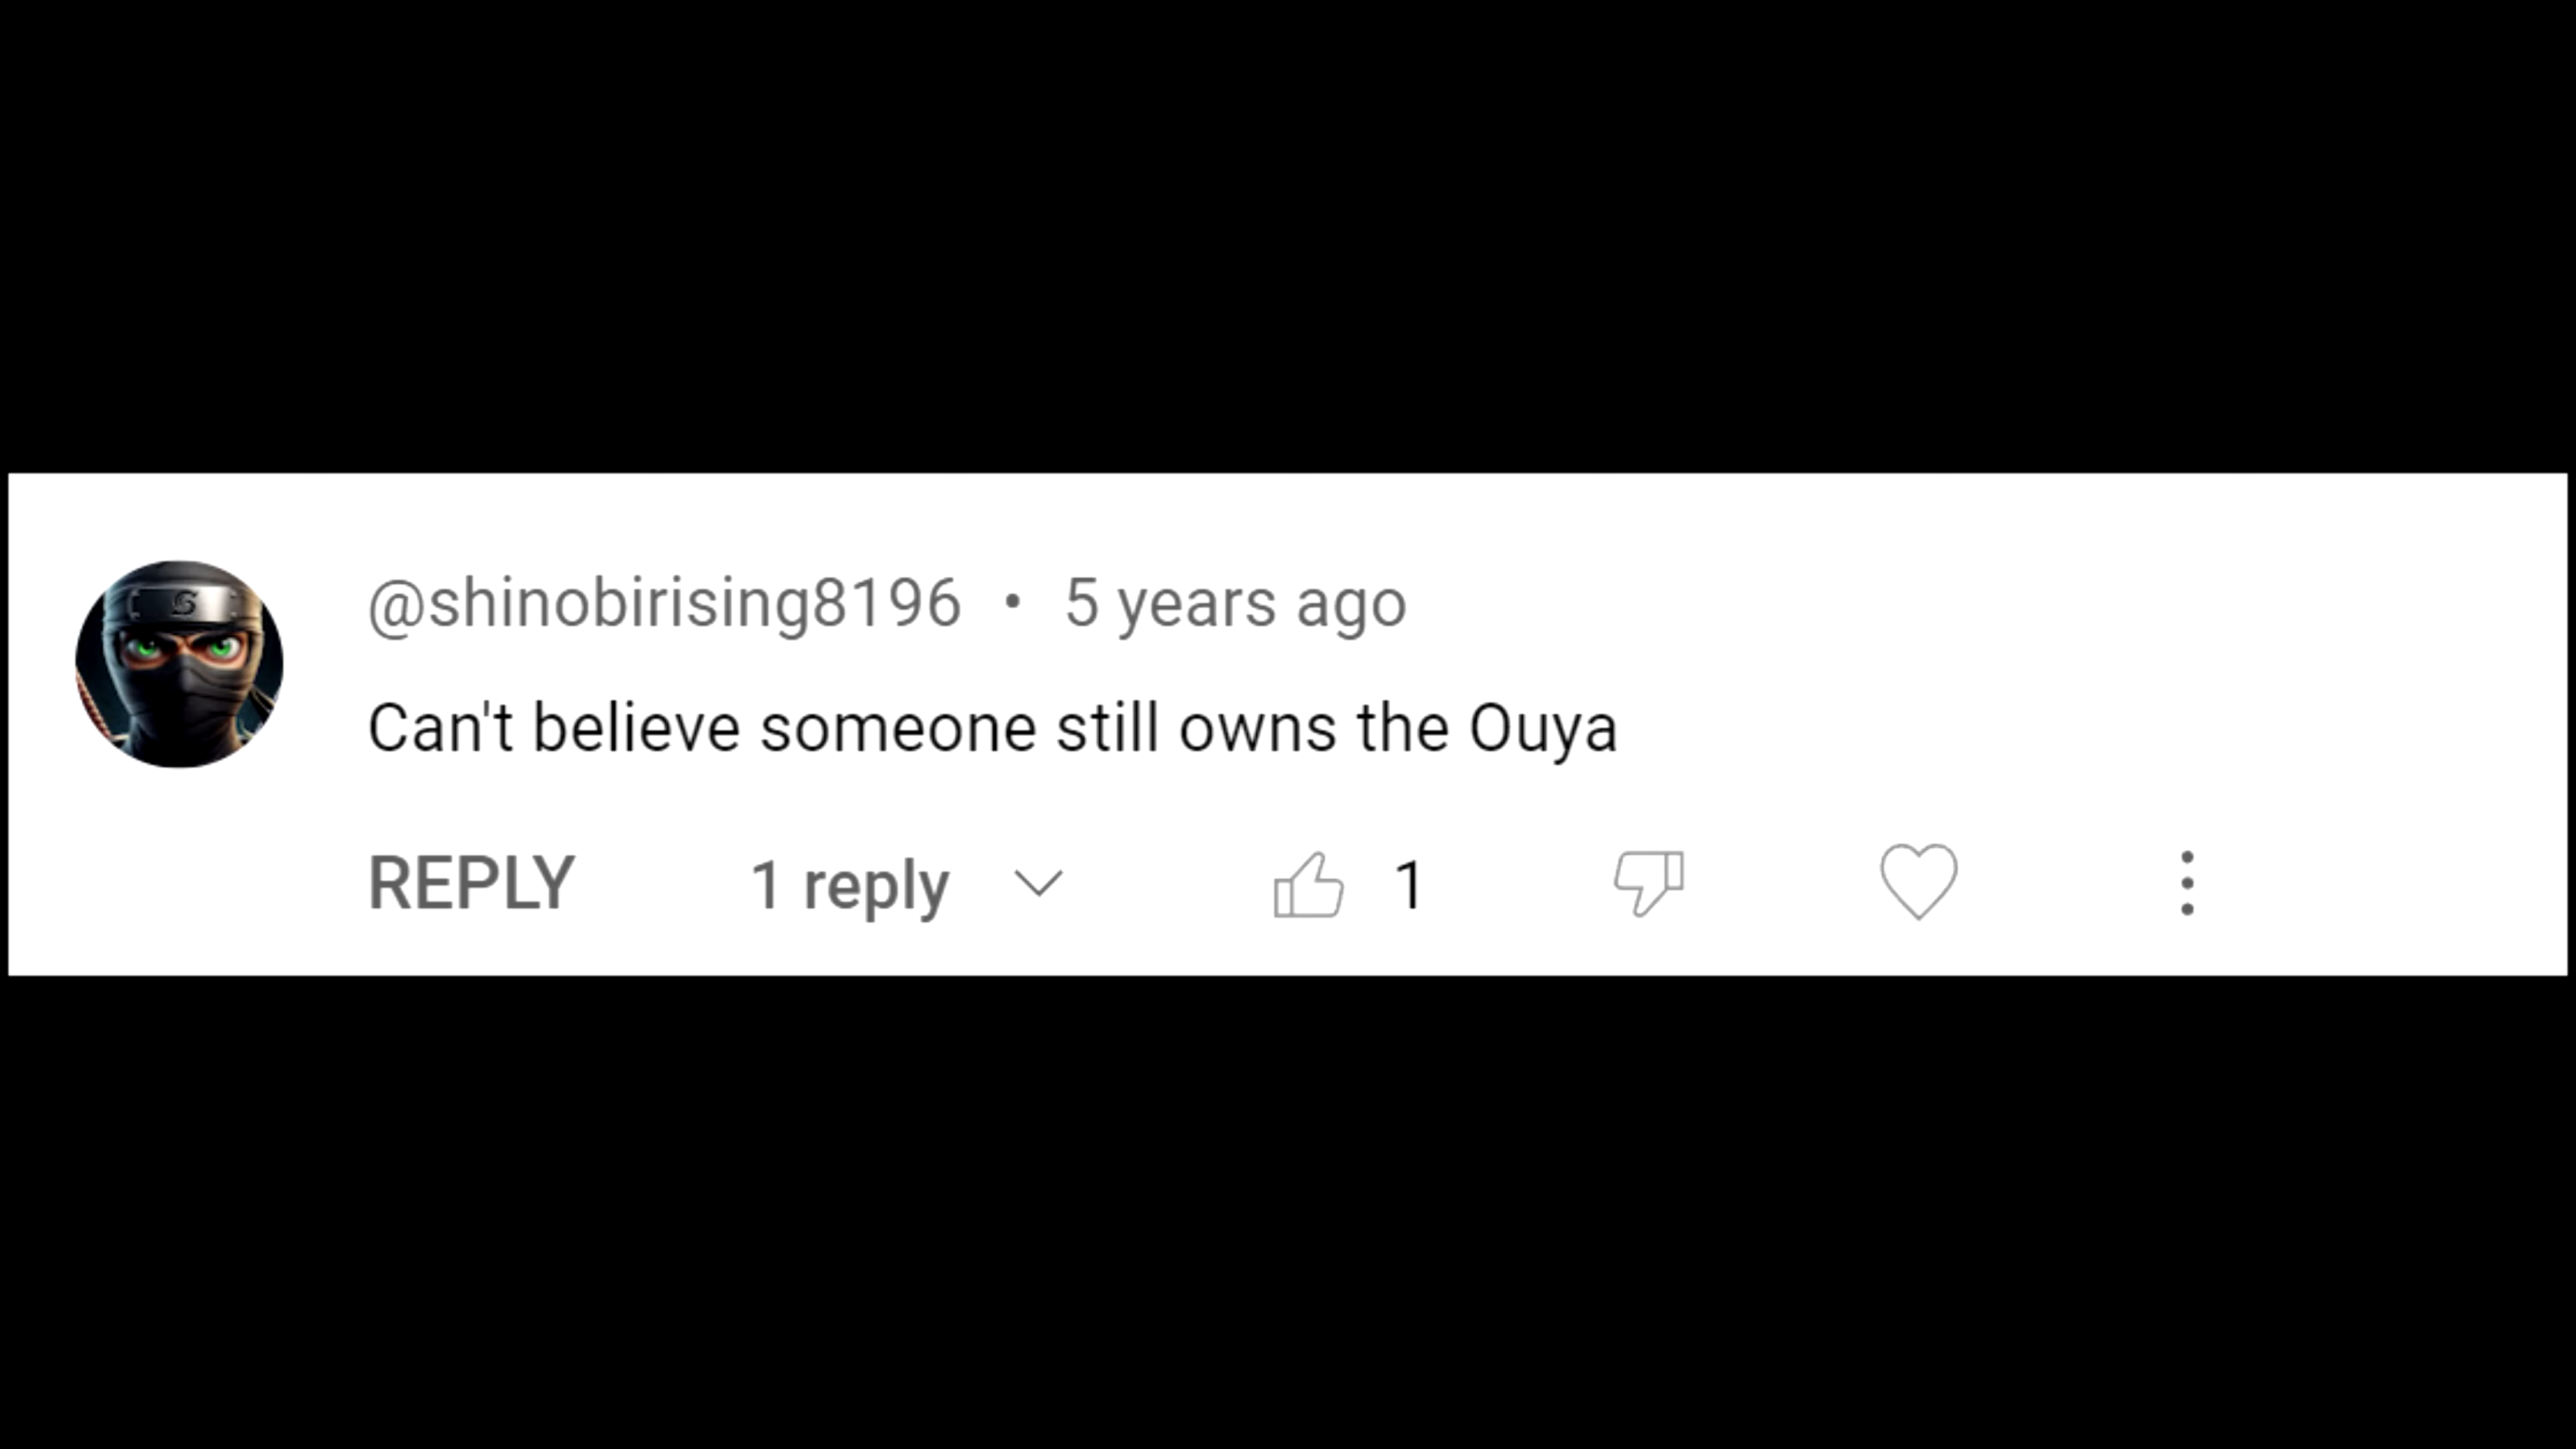 @shinobirising8196 • 5 years ago
Can't believe someone still owns the Ouya
REPLY 1 reply 1